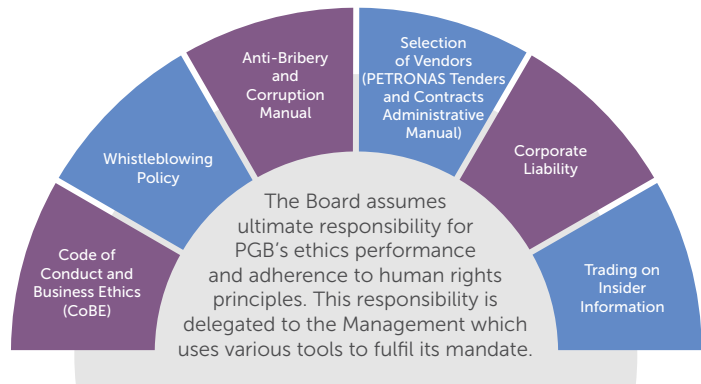 Code of
Conduct and
Business Ethics
(CoBE)
Whistleblowing
Policy
Anti-Bribery
and
Corruption
Manual
Selection
of Vendors
(PETRONAS Tenders
and Contracts
Administrative
Manual)
Corporate
Liability
Trading on
Insider
Information
The Board assumes
ultimate responsibility for
PGB's ethics performance
and adherence to human rights
principles. This responsibility is
delegated to the Management which
uses various tools to fulfil its mandate.